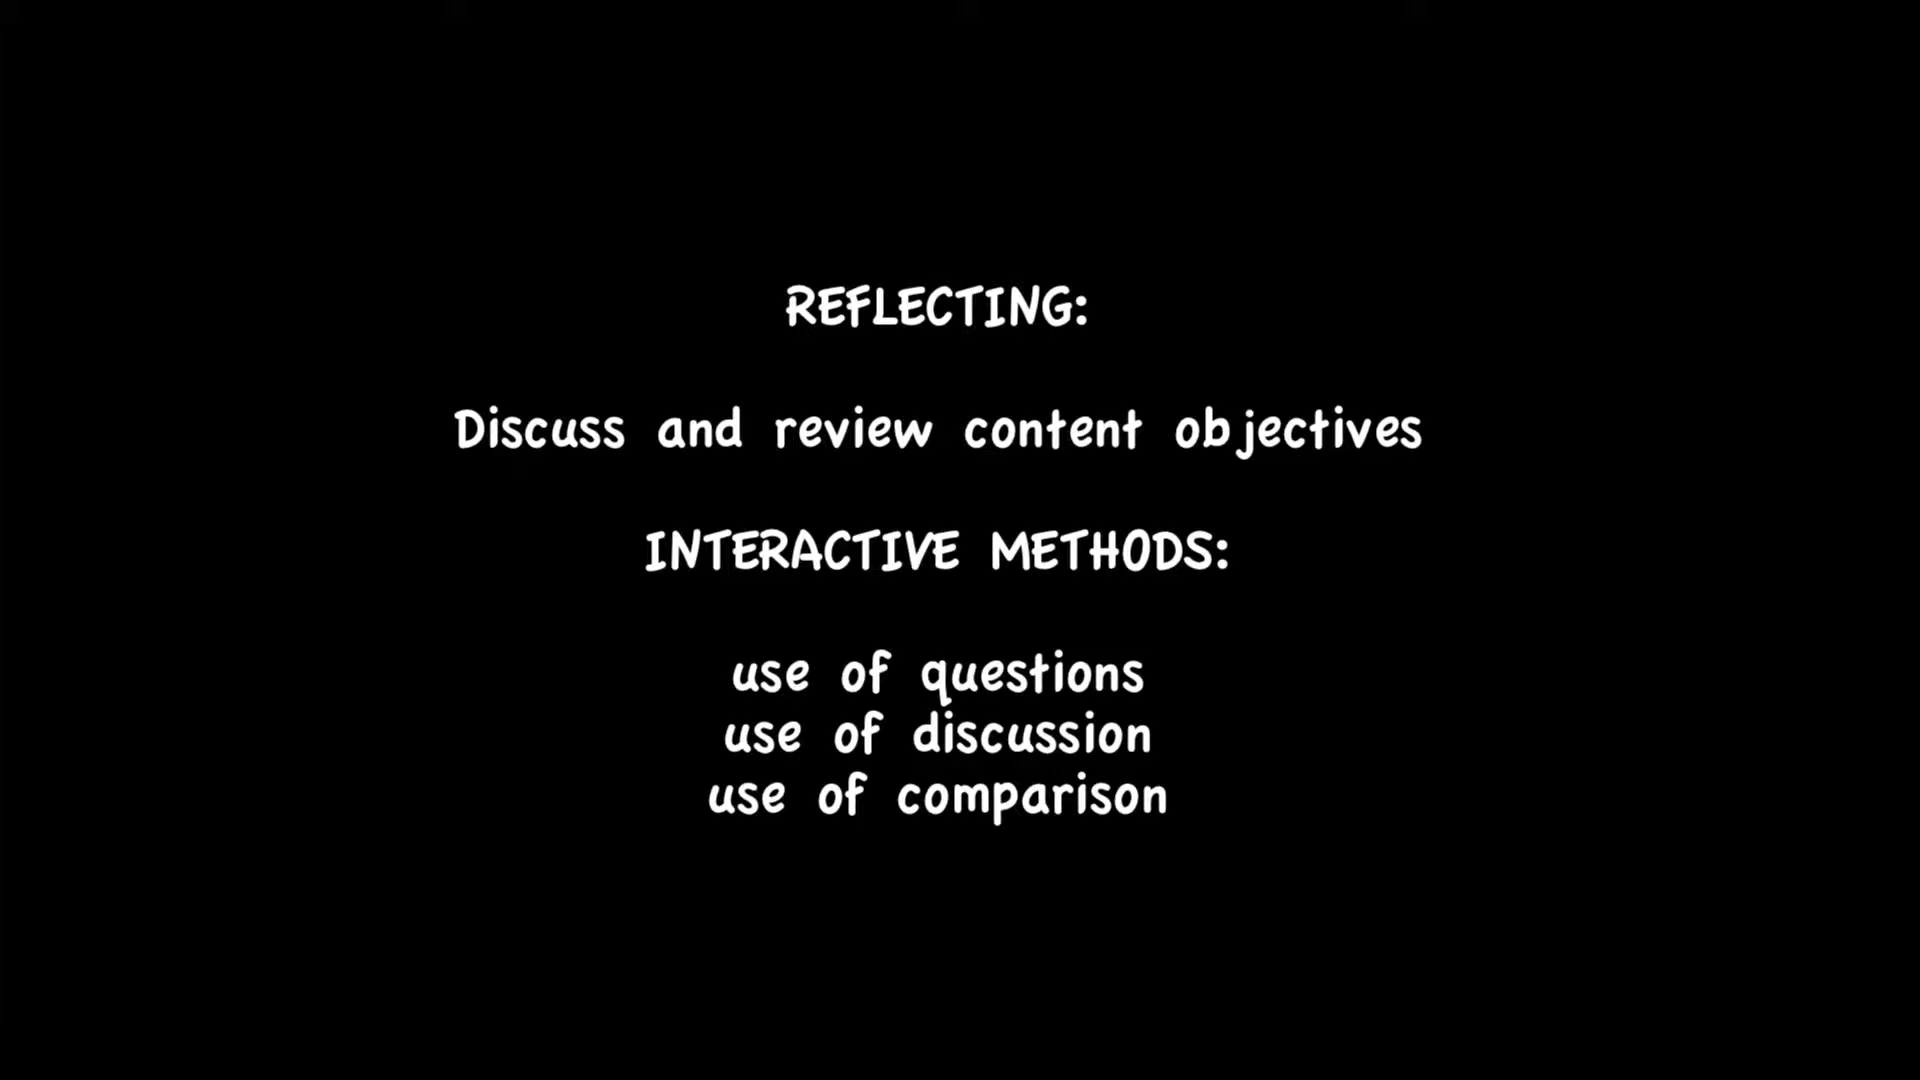 REFLECTING:
Discuss and review content objectives
INTERACTIVE METHODS:
use of questions
use of discussion
use of comparison